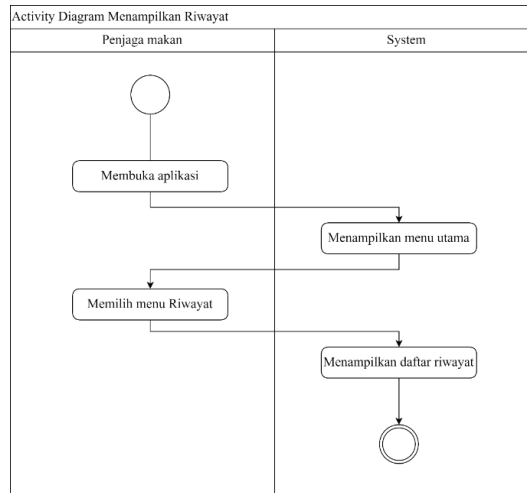 Activity Diagram Menampilkan Riwayat
Penjaga makan
System
Membuka aplikasi
Menampilkan menu utama
Memilih menu Riwayat
Menampilkan daftar riwayat